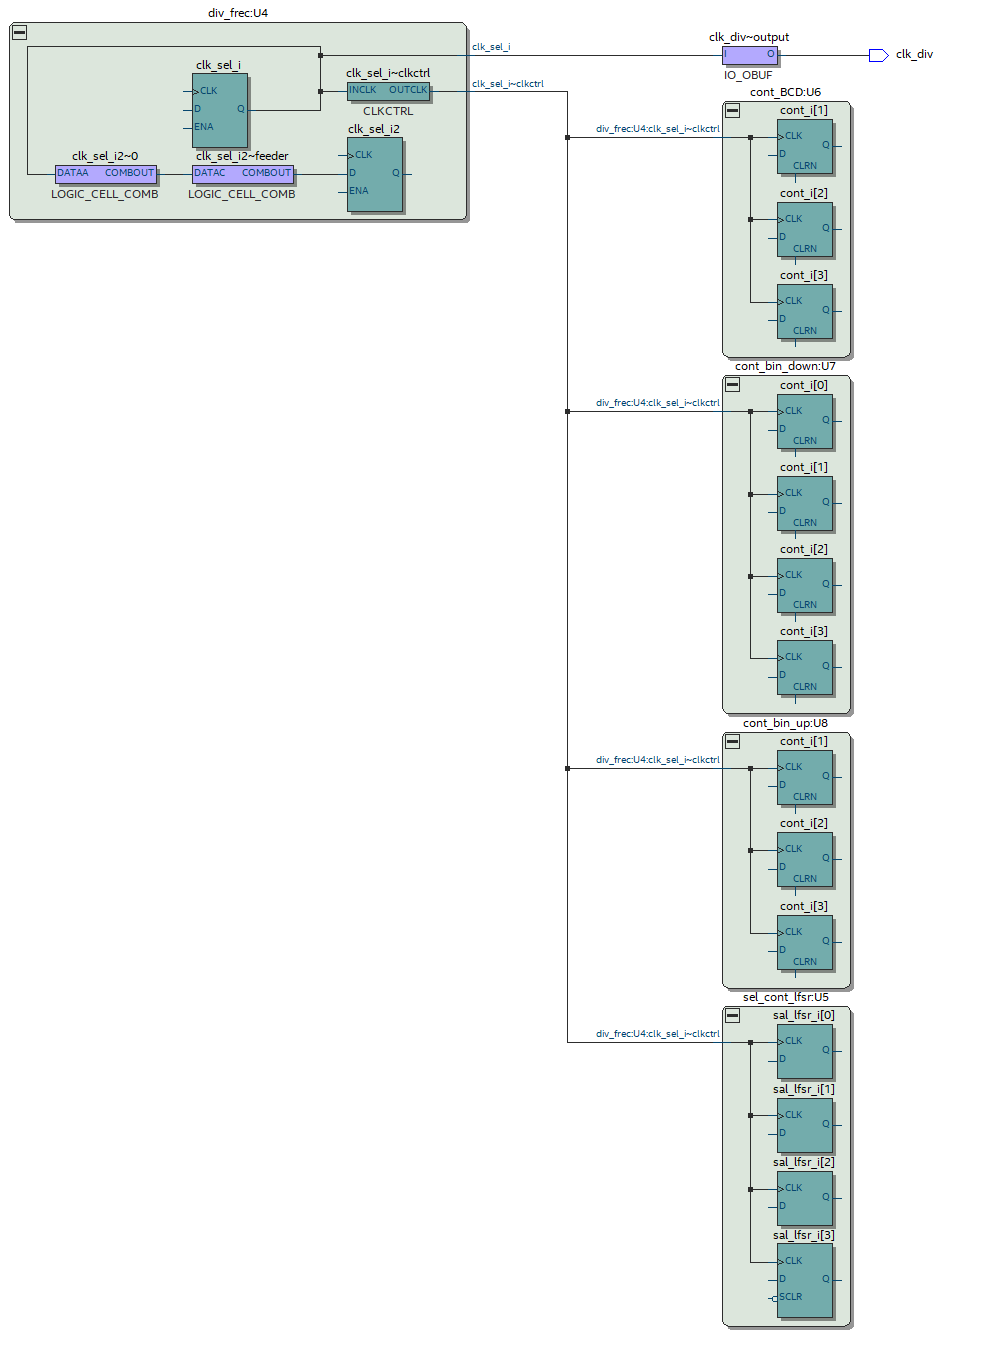 div_frec:U4
clk_sel_i
CLK
D
Q
ENA
clk_sel_i~clkctrl
INCLK OUTCLK
CLKCTRL
clk_sel_i2
CLK
D
Q
ENA
clk_sel_i2~0
DATAA COMBOUT
LOGIC_CELL_COMB
clk_sel_i2~feeder
DATAC COMBOUT
LOGIC_CELL_COMB
clk_sel_i
clk_sel_i~clkctrl
clk_div~output
I O
IO_OBUF
clk_div
cont_BCD:U6
div_frec:U4:clk_sel_i~clkctrl
cont_i[1]
CLK
Q
D
CLRN
cont_i[2]
CLK
Q
D
CLRN
cont_i[3]
CLK
Q
D
CLRN
cont_bin_down:U7
div_frec:U4:clk_sel_i~clkctrl
cont_i[0]
CLK
Q
D
CLRN
cont_i[1]
CLK
Q
D
CLRN
cont_i[2]
CLK
Q
D
CLRN
cont_i[3]
CLK
Q
D
CLRN
cont_bin_up:U8
div_frec:U4:clk_sel_i~clkctrl
cont_i[1]
CLK
Q
D
CLRN
cont_i[2]
CLK
Q
D
CLRN
cont_i[3]
CLK
Q
D
CLRN
sel_cont_lfsr:U5
div_frec:U4:clk_sel_i~clkctrl
sal_lfsr_i[0]
CLK
Q
D
sal_lfsr_i[1]
CLK
Q
D
sal_lfsr_i[2]
CLK
Q
D
sal_lfsr_i[3]
CLK
D
Q
SCLR